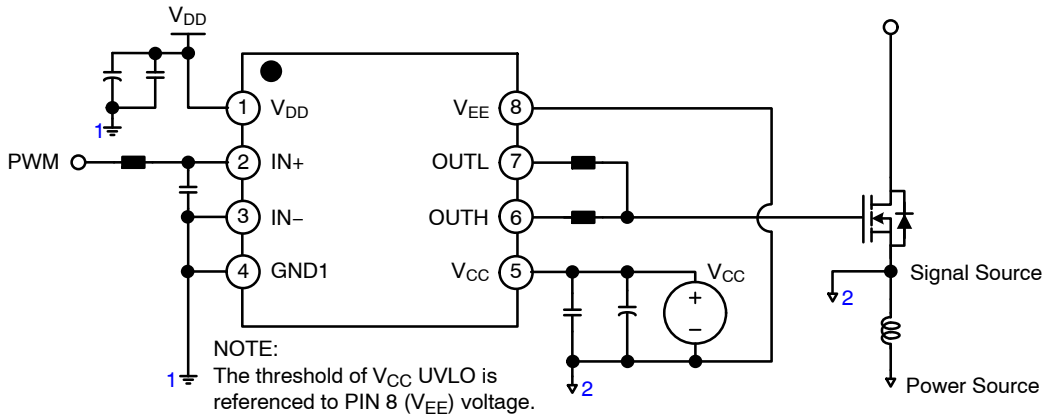 VDD
1
PWM
1
1
VDD
2
IN+
3
IN−
4
GND1
VEE
8
OUTL
7
OUTH
6
VCC
5
VCC
+
−
2
2
Signal Source
Power Source
NOTE:
The threshold of VCC UVLO is
referenced to PIN 8 (VEE) voltage.